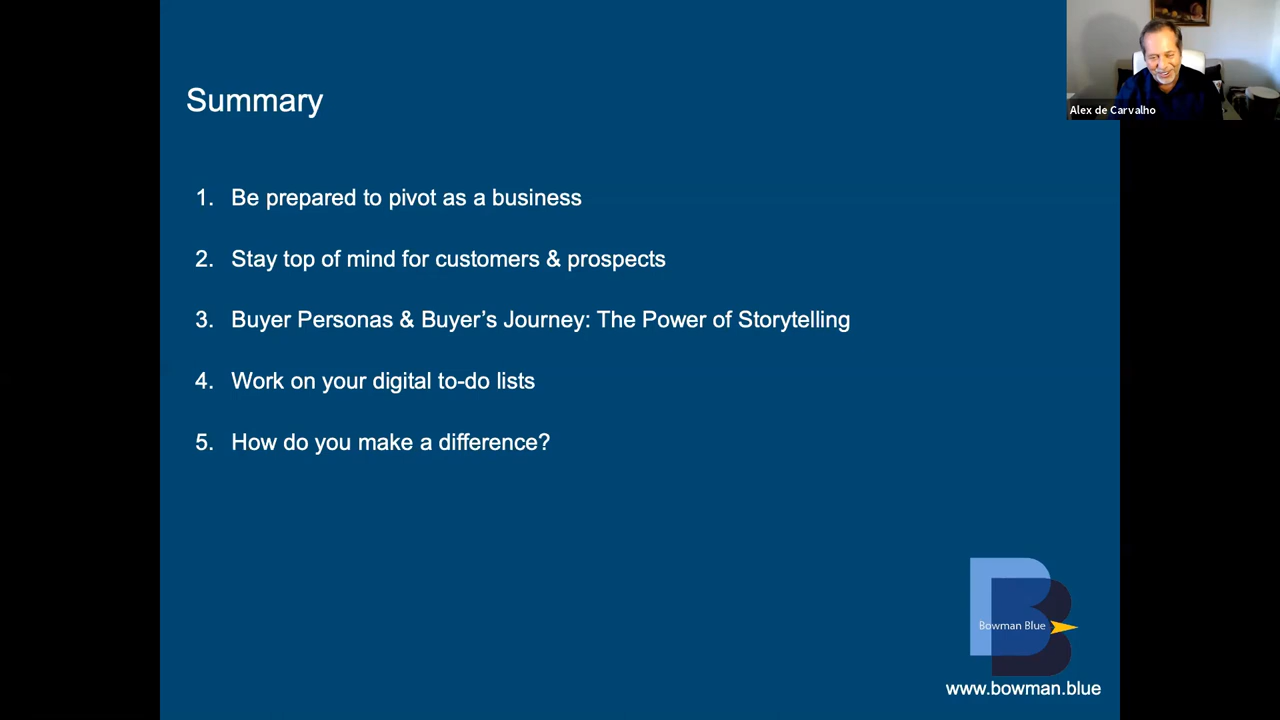 Alex de Carvalho
Summary
1. Be prepared to pivot as a business
2. Stay top of mind for customers & prospects
3. Buyer Personas & Buyer’s Journey: The Power of Storytelling
4. Work on your digital to-do lists
5. How do you make a difference?
Bowman Blue
www.bowman.blue